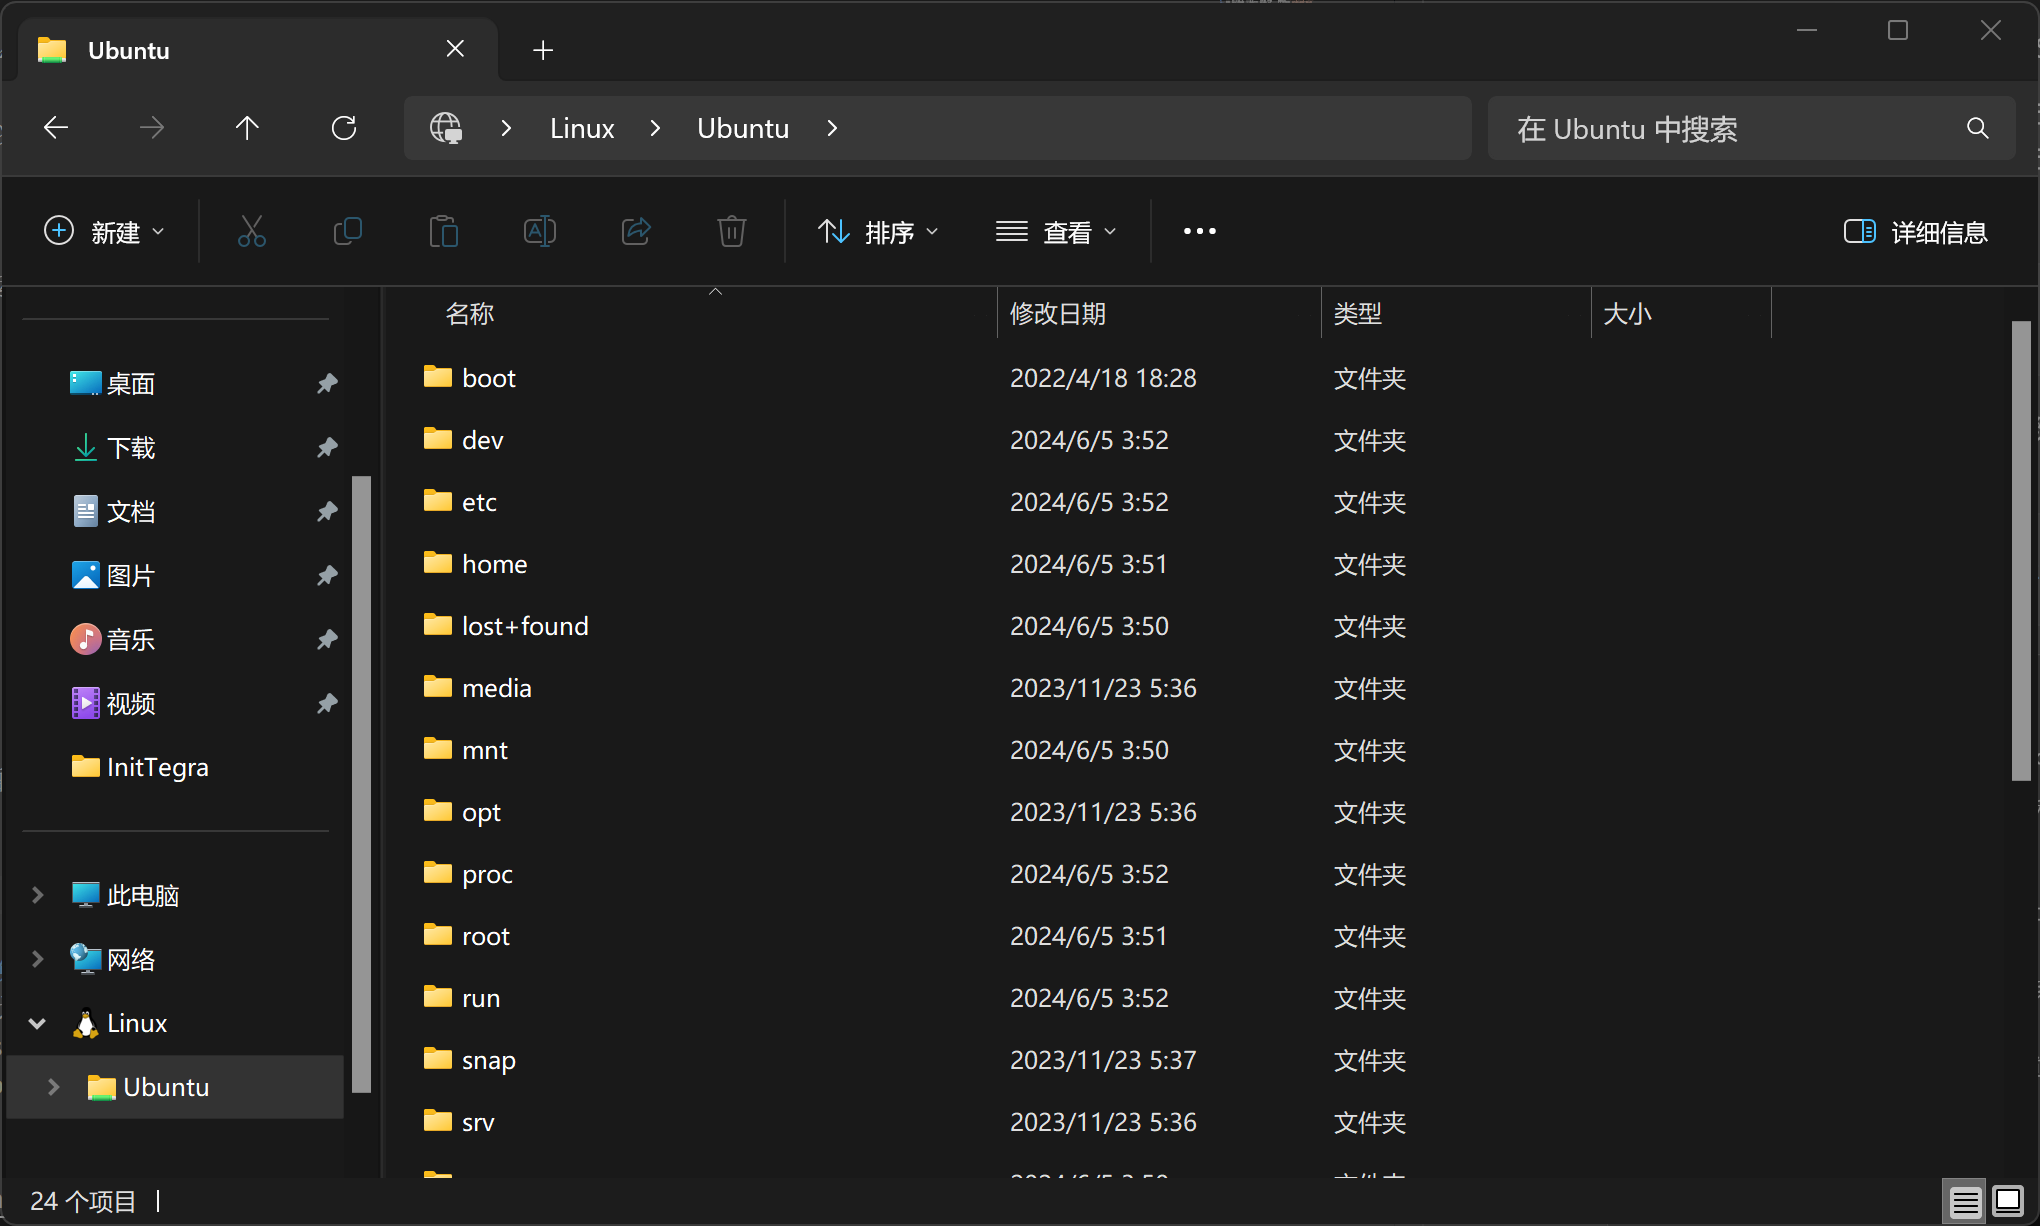 Ubuntu
Linux
Ubuntu
在 Ubuntu 中搜索
新建
排序
查看
详细信息
名称 修改日期 类型 大小
桌面
下载
文档
图片
音乐
视频
InitTegra
此电脑
网络
Linux
Ubuntu
boot 2022/4/18 18:28 文件夹
dev 2024/6/5 3:52 文件夹
etc 2024/6/5 3:52 文件夹
home 2024/6/5 3:51 文件夹
lost+found 2024/6/5 3:50 文件夹
media 2023/11/23 5:36 文件夹
mnt 2024/6/5 3:50 文件夹
opt 2023/11/23 5:36 文件夹
proc 2024/6/5 3:52 文件夹
root 2024/6/5 3:51 文件夹
run 2024/6/5 3:52 文件夹
snap 2023/11/23 5:37 文件夹
srv 2023/11/23 5:36 文件夹
24 个项目